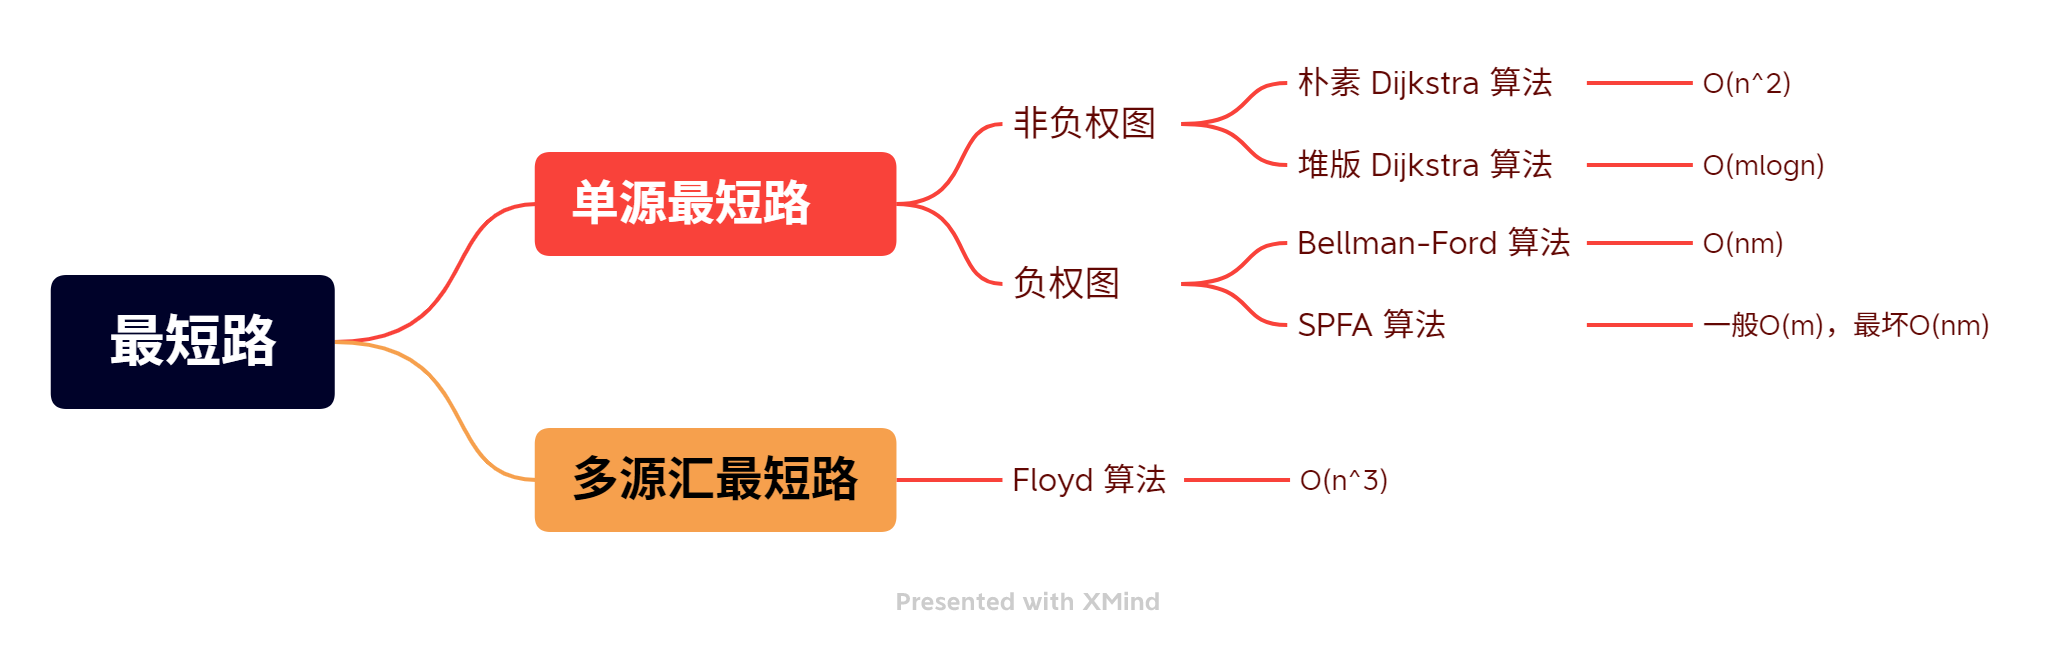 最短路
单源最短路
非负权图
朴素 Dijkstra 算法
O(n^2)
堆版 Dijkstra 算法
O(mlogn)
负权图
Bellman-Ford 算法
O(nm)
SPFA 算法
一般O(m)，最坏O(nm)
多源汇最短路
Floyd 算法
O(n^3)
Presented with XMind